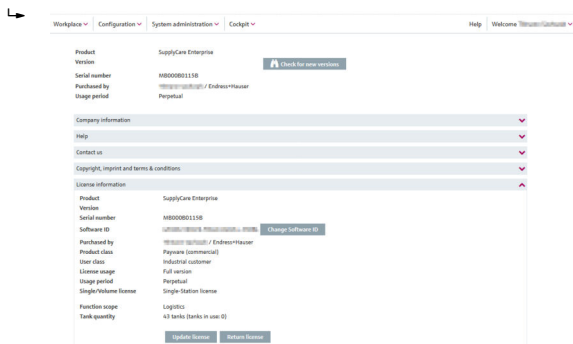 Workplace Configuration System administration Cockpit Help Welcome
Product SupplyCare Enterprise
Version
Check for new versions
Serial number MB000B0115B
Purchased by / Endress+Hauser
Usage period Perpetual
Company information
Help
Contact us
Copyright, imprint and terms & conditions
License information
Product SupplyCare Enterprise
Version
Serial number MB000B0115B
Software ID Change Software ID
Purchased by / Endress+Hauser
Product class Payware (commercial)
User class Industrial customer
License usage Full version
Usage period Perpetual
Single/Volume license Single-Station license
Function scope Logistics
Tank quantity 43 tanks (tanks in use: 0)
Update license Return license